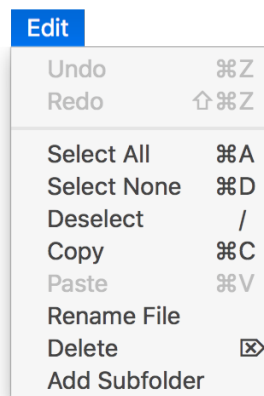 Edit
Undo ⌘Z
Redo ⇧⌘Z
Select All ⌘A
Select None ⌘D
Deselect /
Copy ⌘C
Paste ⌘V
Rename File
Delete ⌦
Add Subfolder